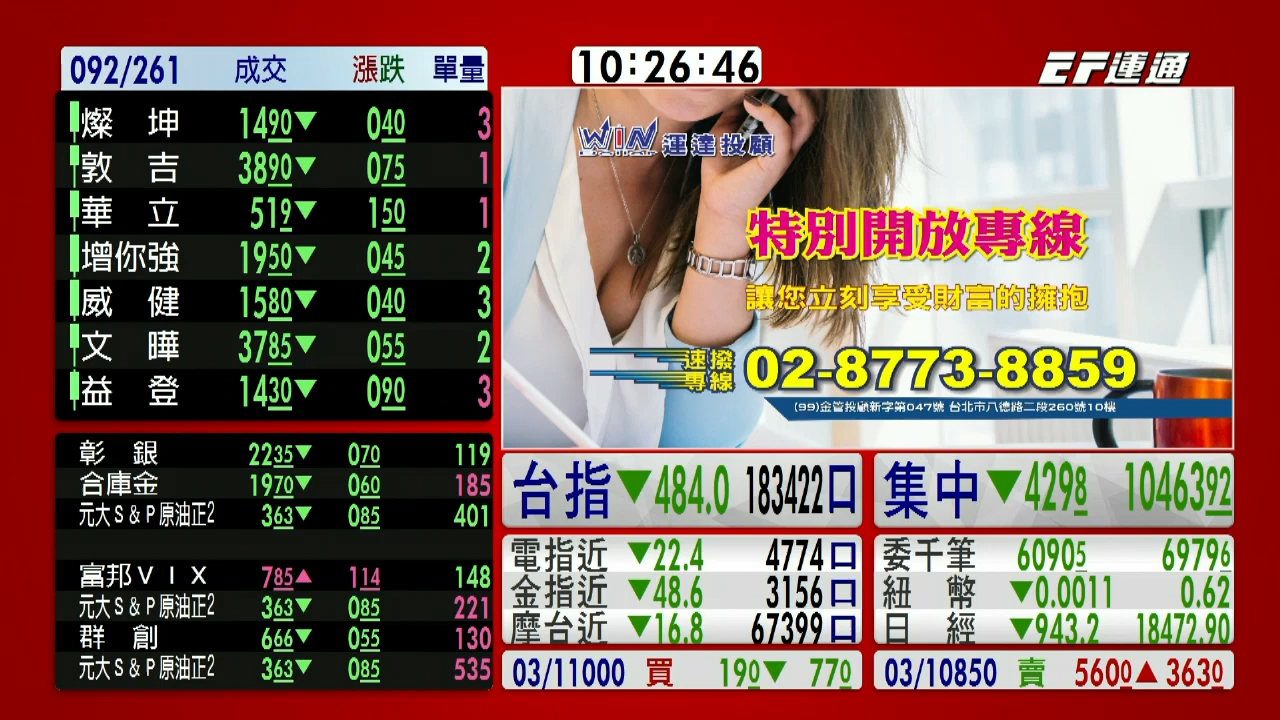 092/261 成交 漲跌 單量
燦坤 1490▼ 040 3
敦吉 3890▼ 075 1
華立 519▼ 150 1
增你強 1950▼ 045 2
威健 1580▼ 040 3
文曄 3785▼ 055 2
益登 1430▼ 090 3
彰銀 2235▼ 070 119
合庫金 1970▼ 060 185
元大S&P原油正2 363▼ 085 401
富邦VIX 785▲ 114 148
元大S&P原油正2 363▼ 085 221
群創 666▼ 055 130
元大S&P原油正2 363▼ 085 535
10:26:46
EF運通
WIN 運達投顧
特別開放專線
讓您立刻享受財富的擁抱
速撥專線 02-8773-8859
(99)金管投顧新字第047號 台北市八德路二段260號10樓
台指▼484.0 183422口
集中▼4298 1046392
電指近 ▼22.4 4774口
金指近 ▼48.6 3156口
摩台近 ▼16.8 67399口
委千筆 60905 69796
紐幣 ▼0.0011 0.62
日經 ▼943.2 18472.90
03/11000 買 190▼ 770
03/10850 賣 5600▲ 3630